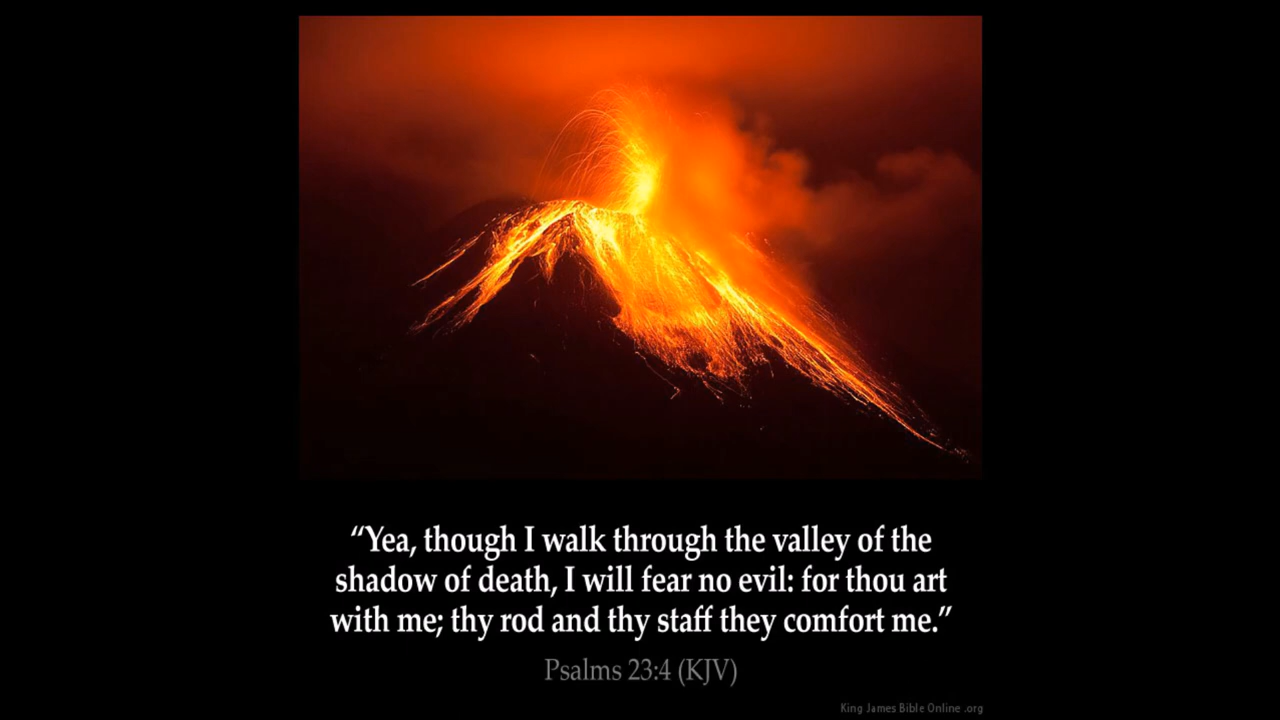 “Yea, though I walk through the valley of the
shadow of death, I will fear no evil: for thou art
with me; thy rod and thy staff they comfort me.”
Psalms 23:4 (KJV)
King James Bible Online .org